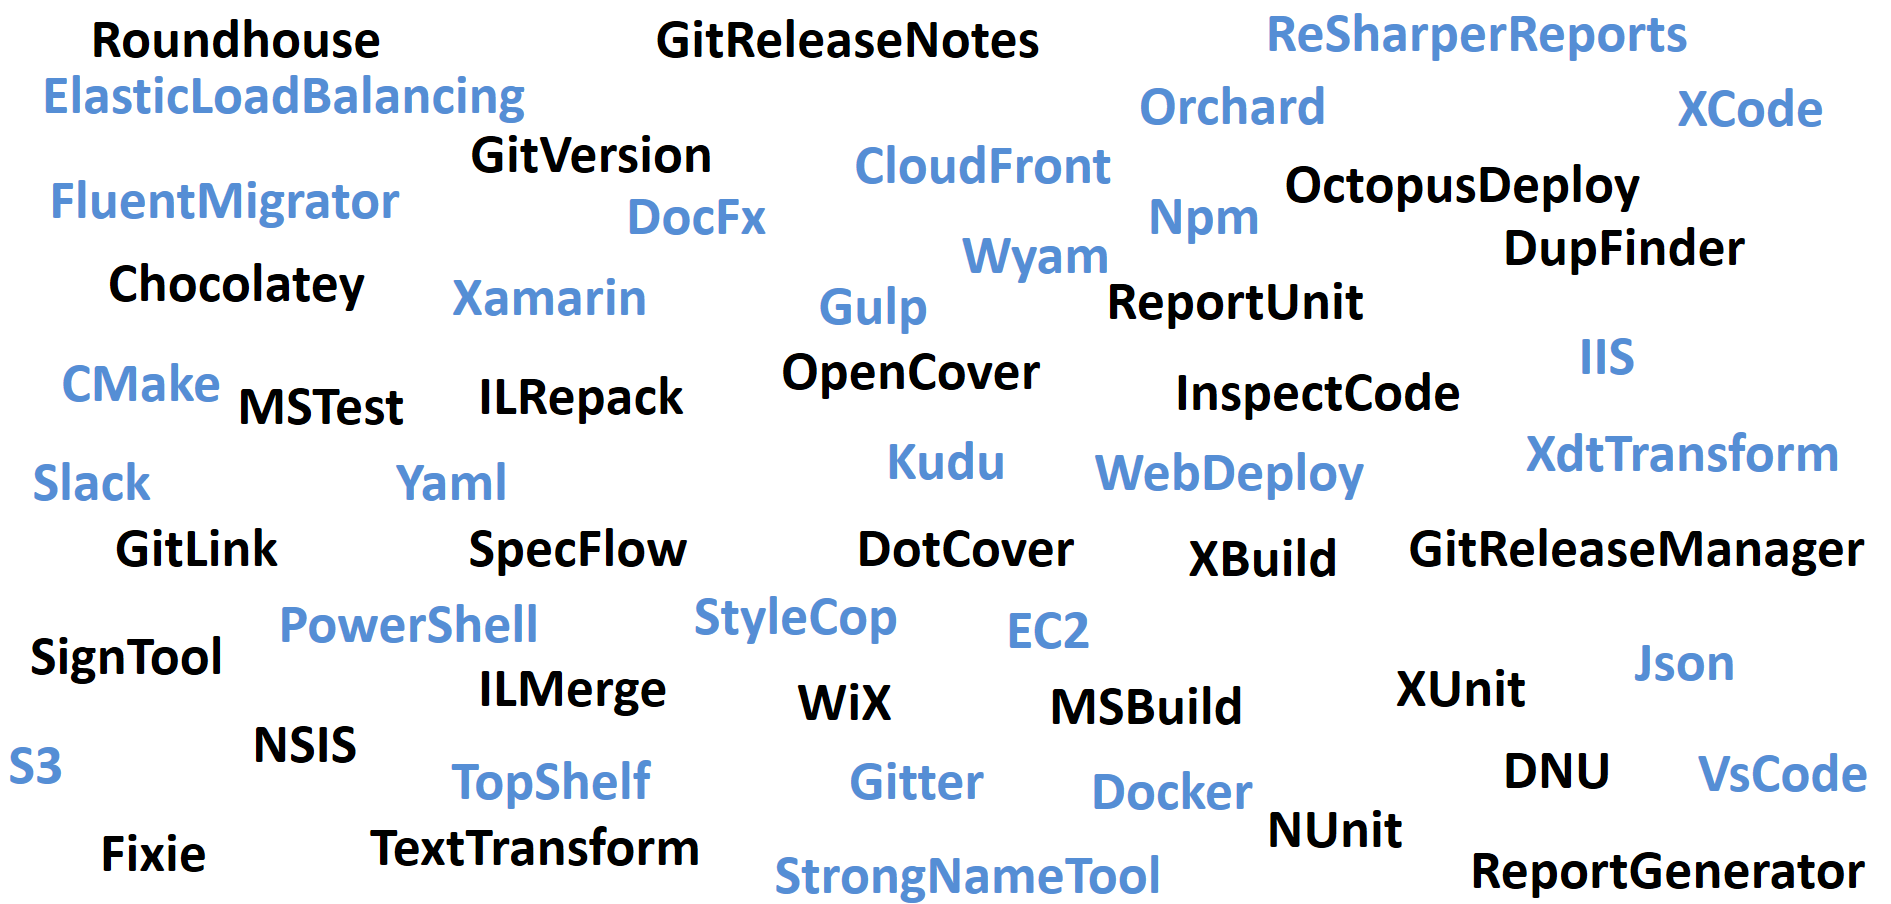 Roundhouse
GitReleaseNotes
ReSharperReports
ElasticLoadBalancing
Orchard
XCode
GitVersion
CloudFront
OctopusDeploy
FluentMigrator
DocFx
Npm
DupFinder
Wyam
Chocolatey
Xamarin
Gulp
ReportUnit
IIS
CMake
MSTest
ILRepack
OpenCover
InspectCode
XdtTransform
Slack
Yaml
Kudu
WebDeploy
GitLink
SpecFlow
DotCover
XBuild
GitReleaseManager
PowerShell
StyleCop
EC2
SignTool
Json
ILMerge
WiX
MSBuild
XUnit
NSIS
S3
TopShelf
Gitter
Docker
DNU
VsCode
Fixie
TextTransform
NUnit
StrongNameTool
ReportGenerator